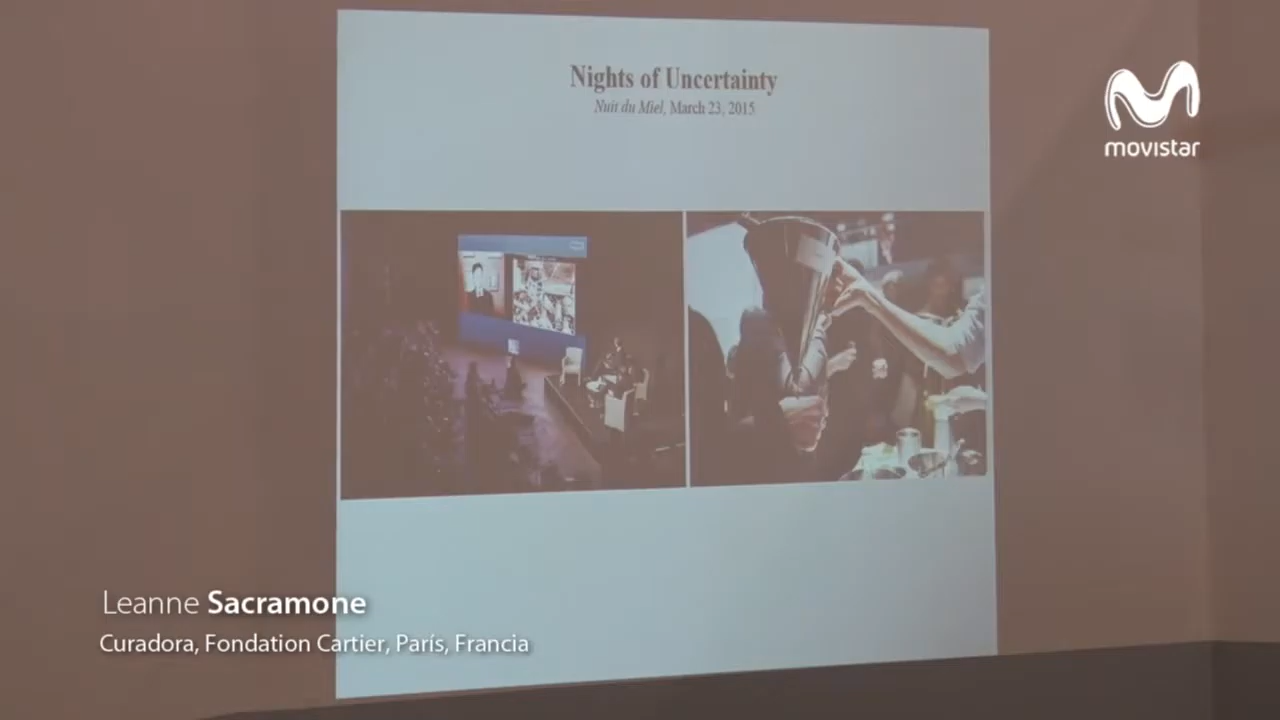 Nights of Uncertainty
Nuit du Miel, March 23, 2015
movistar
Leanne Sacramone
Curadora, Fondation Cartier, París, Francia